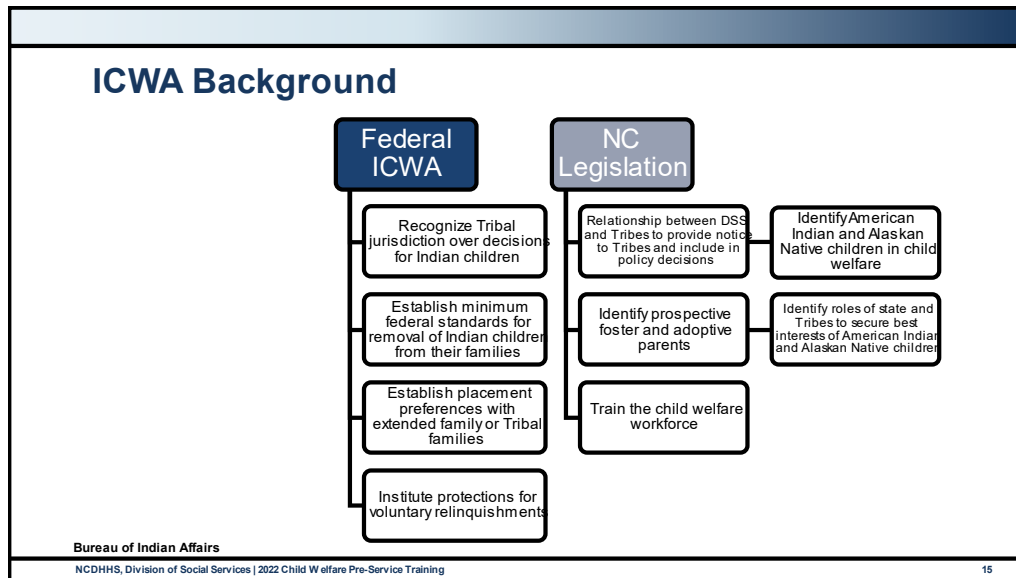 ICWA Background
Federal
ICWA
Recognize Tribal
jurisdiction over decisions
for Indian children
Establish minimum
federal standards for
removal of Indian children
from their families
Establish placement
preferences with
extended family or Tribal
families
Institute protections for
voluntary relinquishments
NC
Legislation
Relationship between DSS
and Tribes to provide notice
to Tribes and include in
policy decisions
Identify American
Indian and Alaskan
Native children in child
welfare
Identify prospective
foster and adoptive
parents
Identify roles of state and
Tribes to secure best
interests of American Indian
and Alaskan Native children
Train the child welfare
workforce
Bureau of Indian Affairs
NCDHHS, Division of Social Services | 2022 Child Welfare Pre-Service Training
15